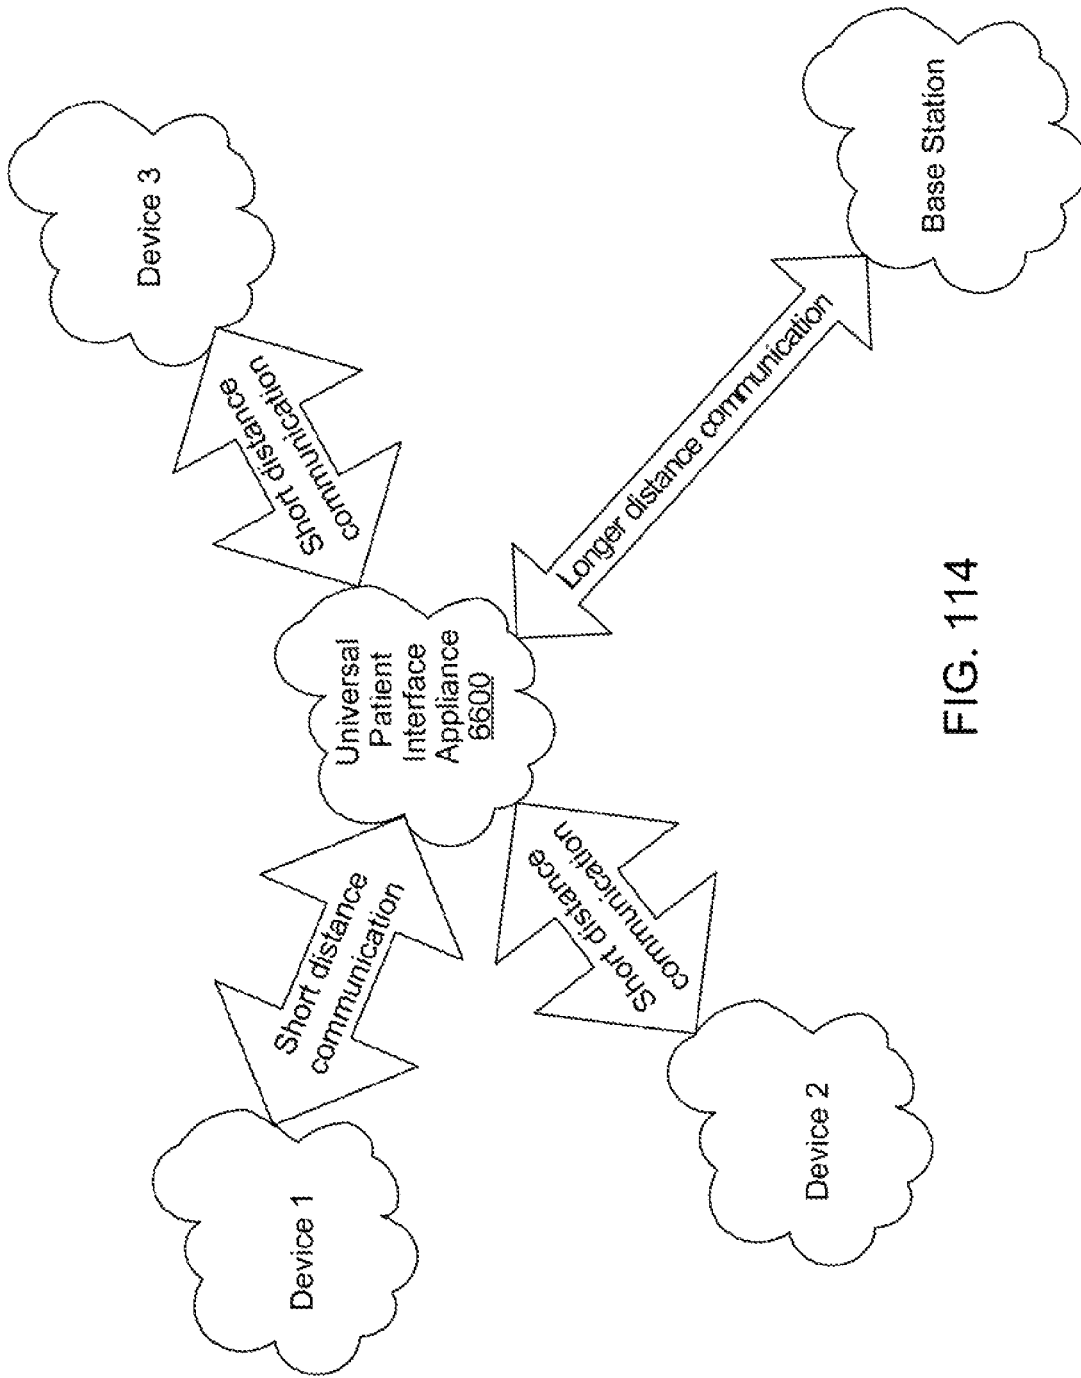 Device 1
Short distance
communication
Universal
Patient
Interface
Appliance
6600
Short distance
communication
Device 3
Device 2
Short distance
communication
Longer distance communication
Base Station
FIG. 114